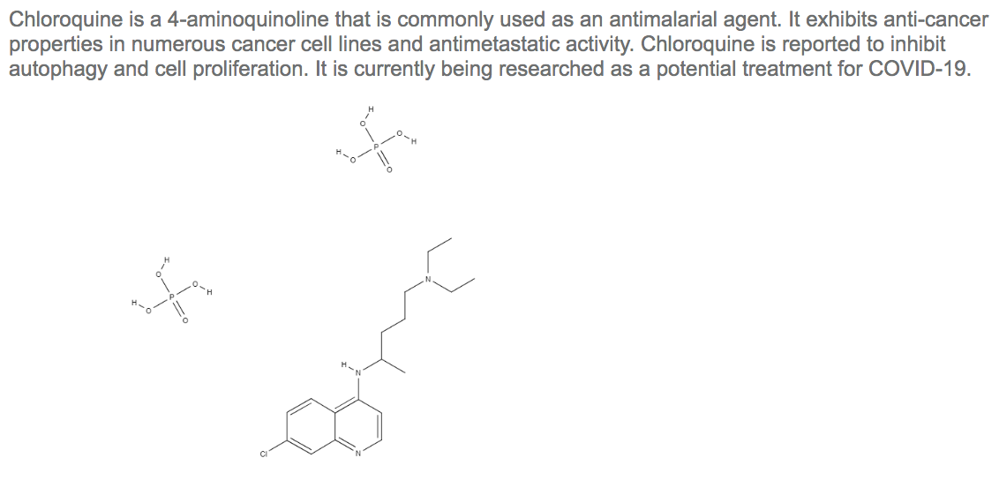 Chloroquine is a 4-aminoquinoline that is commonly used as an antimalarial agent. It exhibits anti-cancer
properties in numerous cancer cell lines and antimetastatic activity. Chloroquine is reported to inhibit
autophagy and cell proliferation. It is currently being researched as a potential treatment for COVID-19.
H
O
O
H
P
H
O
O
H
O
O
H
P
H
O
O
N
H
N
Cl
N